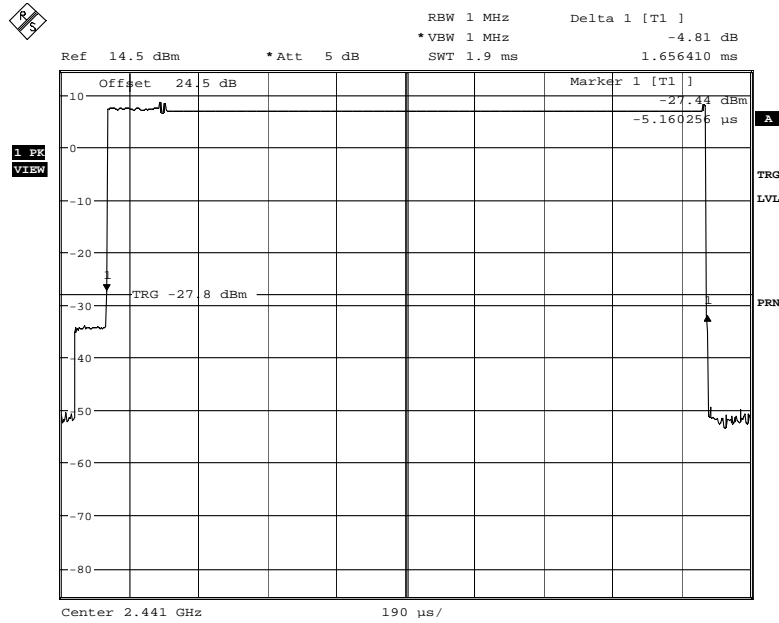 R S
RBW 1 MHz Delta 1 [T1 ]
*VBW 1 MHz -4.81 dB
Ref 14.5 dBm *Att 5 dB SWT 1.9 ms 1.656410 ms
Offset 24.5 dB Marker 1 [T1 ]
-27.44 dBm
-5.160256 µs
10
A
0
1 PK
VIEW
TRG
LVL
-10
-20
1
TRG -27.8 dBm
1
PRN
-30
-40
-50
-60
-70
-80
Center 2.441 GHz 190 µs/